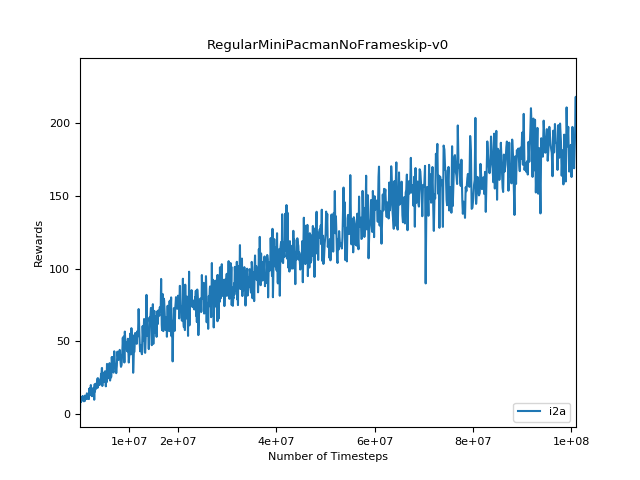 RegularMiniPacmanNoFrameskip-v0
Rewards
200
150
100
50
0
i2a
1e+07 2e+07 4e+07 6e+07 8e+07 1e+08
Number of Timesteps